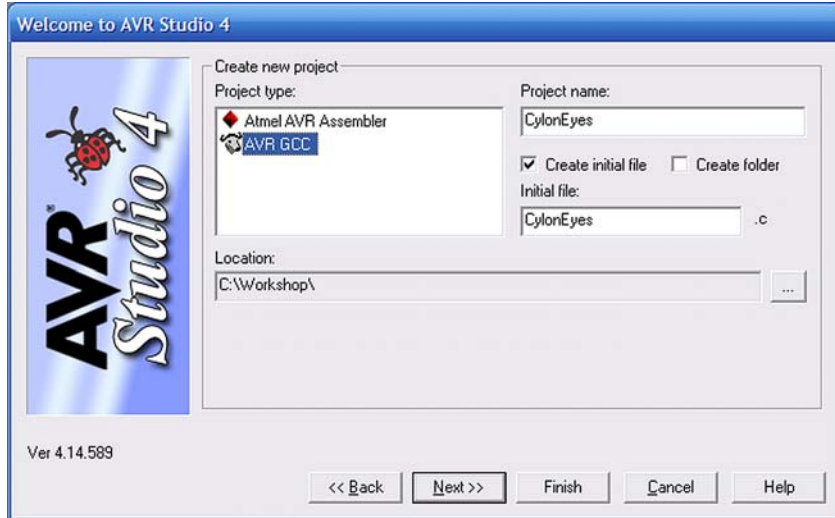 Welcome to AVR Studio 4
AVR® Studio 4
Create new project
Project type:
Atmel AVR Assembler
AVR GCC
Project name:
CylonEyes
Create initial file
Create folder
Initial file:
CylonEyes
.c
Location:
C:\Workshop\
...
Ver 4.14.589
<< Back
Next >>
Finish
Cancel
Help